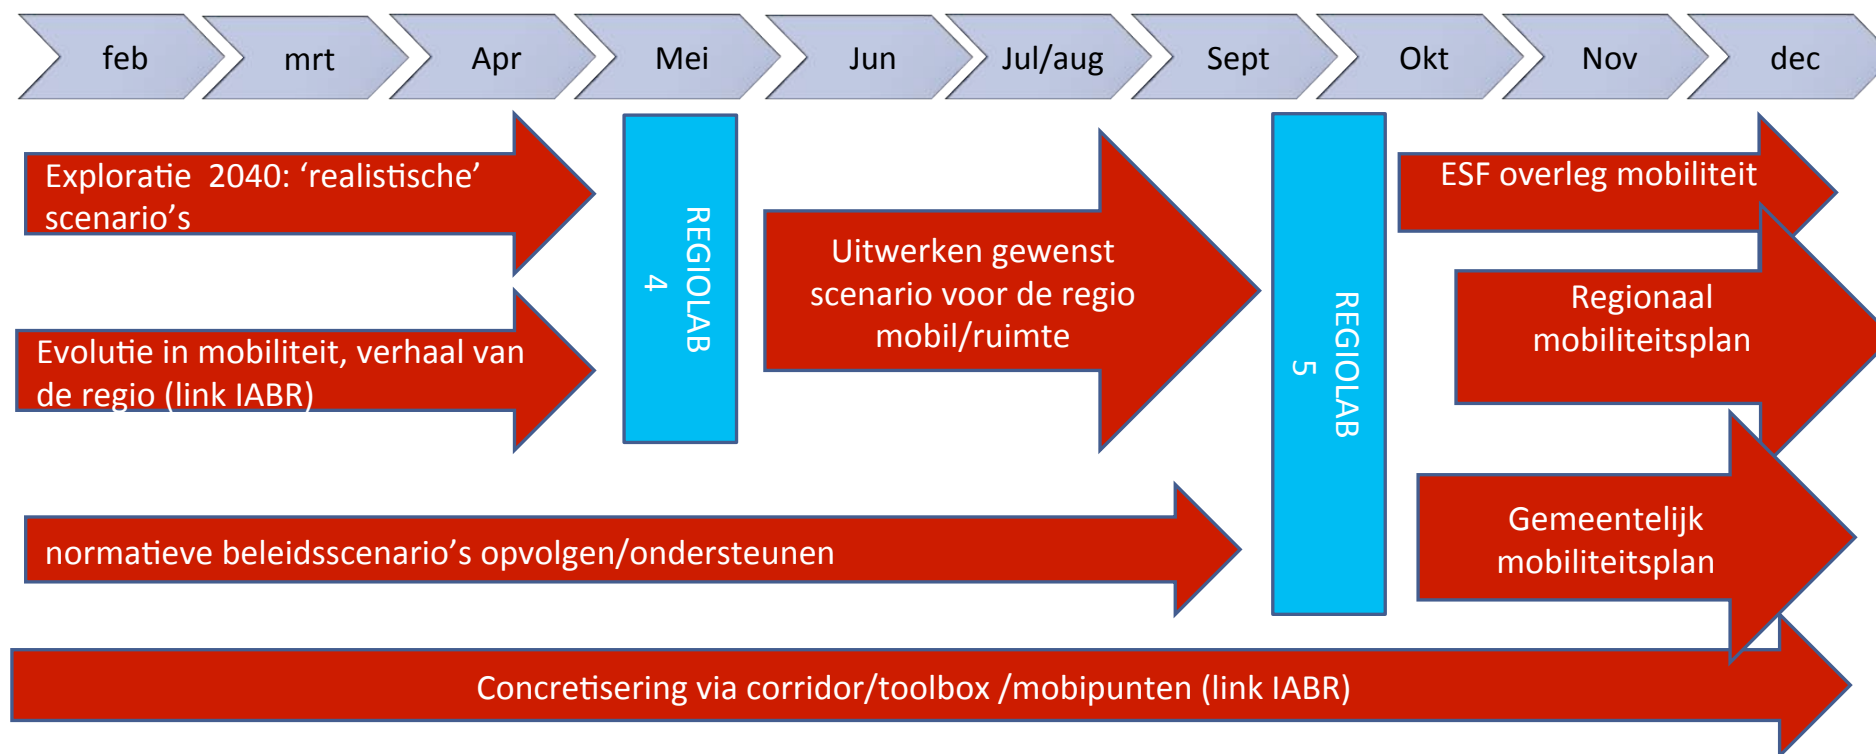 feb
mrt
Apr
Mei
Jun
Jul/aug
Sept
Okt
Nov
dec
Exploratie 2040: ‘realistische’
scenario’s
Evolutie in mobiliteit, verhaal van
de regio (link IABR)
REGIOLAB
4
Uitwerken gewenst
scenario voor de regio
mobil/ruimte
REGIOLAB
5
ESF overleg mobiliteit
Regionaal
mobiliteitsplan
Gemeentelijk
mobiliteitsplan
normatieve beleidsscenario’s opvolgen/ondersteunen
Concretisering via corridor/toolbox /mobipunten (link IABR)